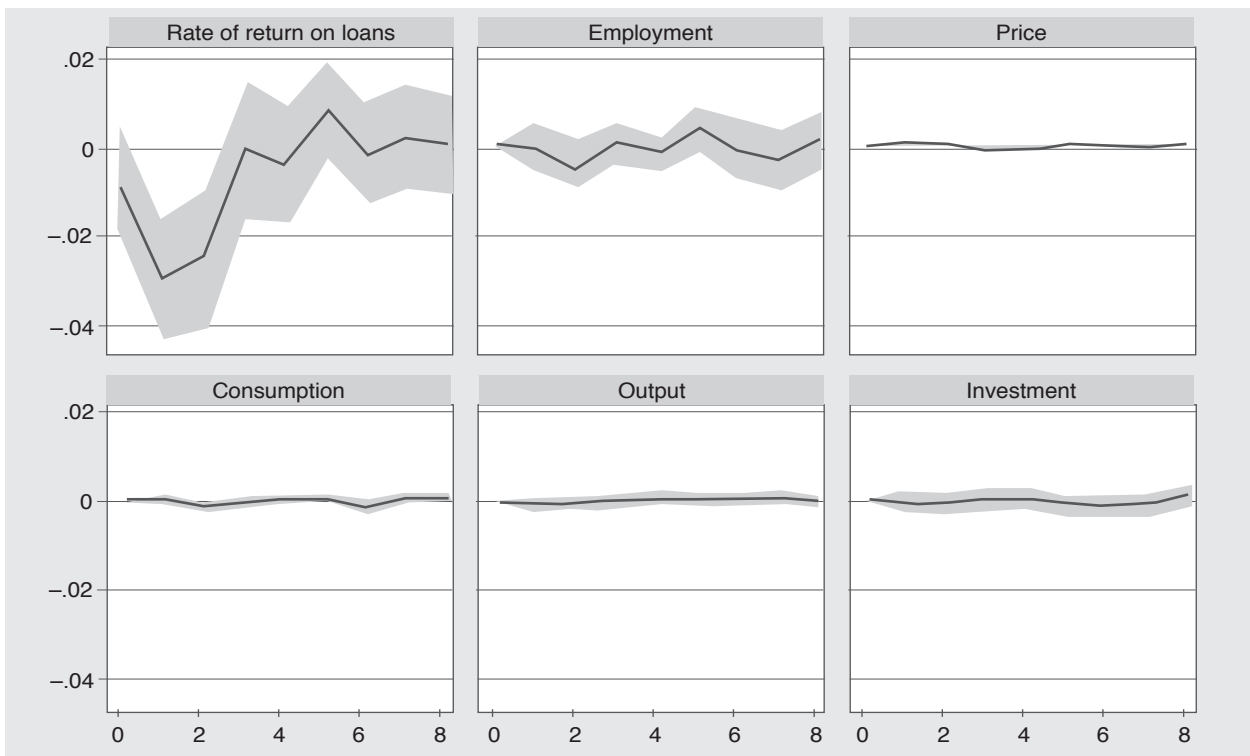 Rate of return on loans Employment Price
.02
0
–.02
–.04
Consumption Output Investment
.02
0
–.02
–.04
0 2 4 6 8 0 2 4 6 8 0 2 4 6 8